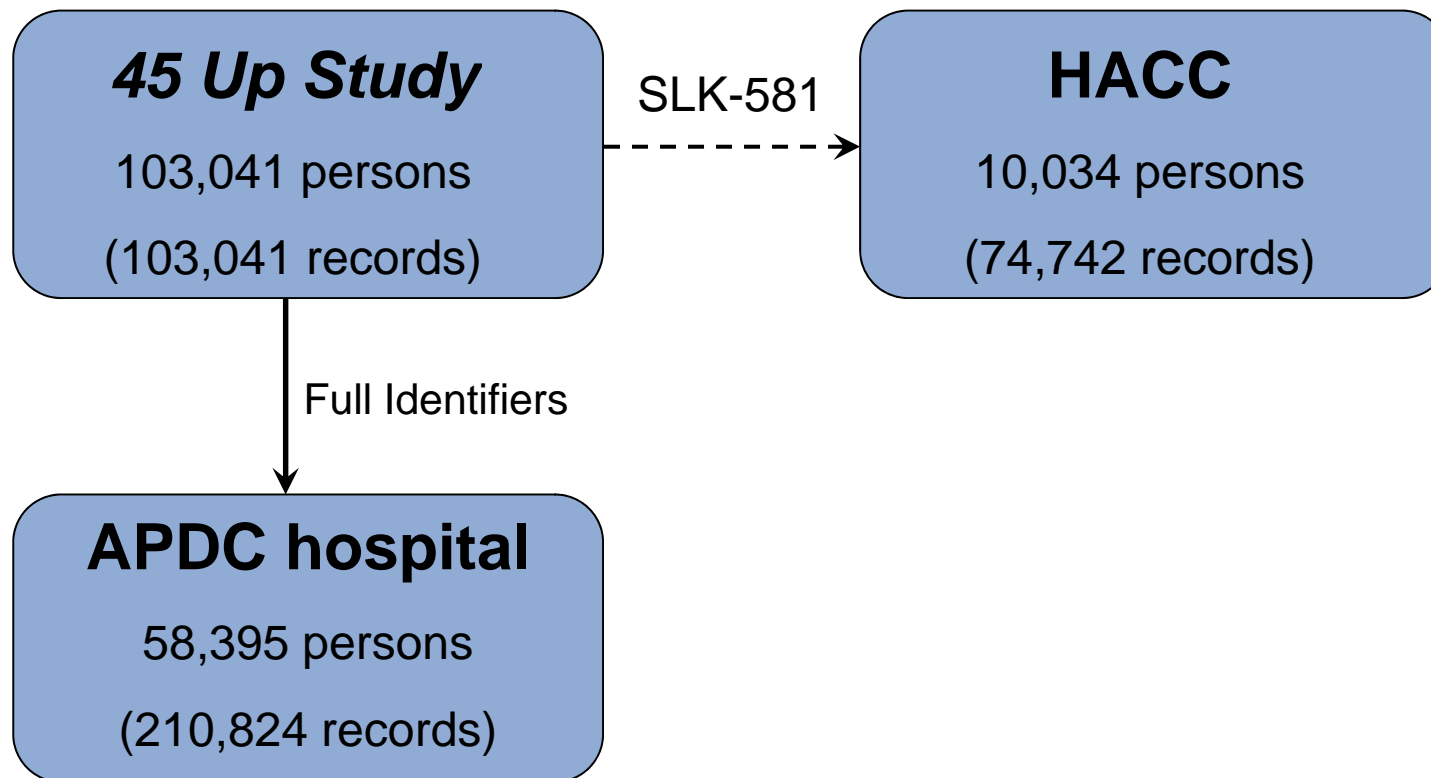 45 Up Study
103,041 persons
(103,041 records)
SLK-581
HACC
10,034 persons
(74,742 records)
Full Identifiers
APDC hospital
58,395 persons
(210,824 records)